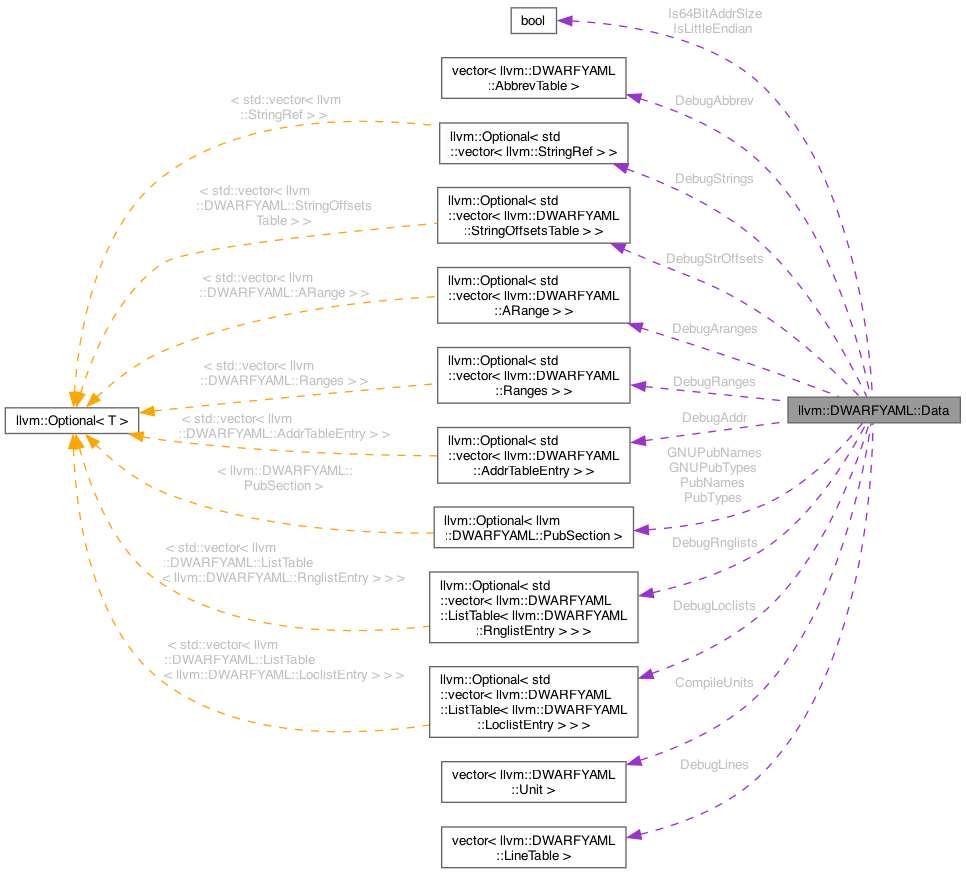 bool
Is64BitAddrSize
IsLittleEndian
vector< llvm::DWARFYAML
::AbbrevTable >
DebugAbbrev
< std::vector< llvm
::StringRef > >
llvm::Optional< std
::vector< llvm::StringRef > >
DebugStrings
< std::vector< llvm
::DWARFYAML::StringOffsets
Table > >
llvm::Optional< std
::vector< llvm::DWARFYAML
::StringOffsetsTable > >
DebugStrOffsets
< std::vector< llvm
::DWARFYAML::ARange > >
llvm::Optional< std
::vector< llvm::DWARFYAML
::ARange > >
DebugAranges
< std::vector< llvm
::DWARFYAML::Ranges > >
llvm::Optional< std
::vector< llvm::DWARFYAML
::Ranges > >
DebugRanges
llvm::DWARFYAML::Data
llvm::Optional< T >
< std::vector< llvm
::DWARFYAML::AddrTableEntry > >
llvm::Optional< std
::vector< llvm::DWARFYAML
::AddrTableEntry > >
DebugAddr
< llvm::DWARFYAML::
PubSection >
llvm::Optional< llvm
::DWARFYAML::PubSection >
GNUPubNames
GNUPubTypes
PubNames
PubTypes
< std::vector< llvm
::DWARFYAML::ListTable
< llvm::DWARFYAML::RnglistEntry > > >
llvm::Optional< std
::vector< llvm::DWARFYAML
::ListTable< llvm::DWARFYAML
::RnglistEntry > > >
DebugRnglists
< std::vector< llvm
::DWARFYAML::ListTable
< llvm::DWARFYAML::LoclistEntry > > >
llvm::Optional< std
::vector< llvm::DWARFYAML
::ListTable< llvm::DWARFYAML
::LoclistEntry > > >
DebugLoclists
vector< llvm::DWARFYAML
::Unit >
CompileUnits
vector< llvm::DWARFYAML
::LineTable >
DebugLines